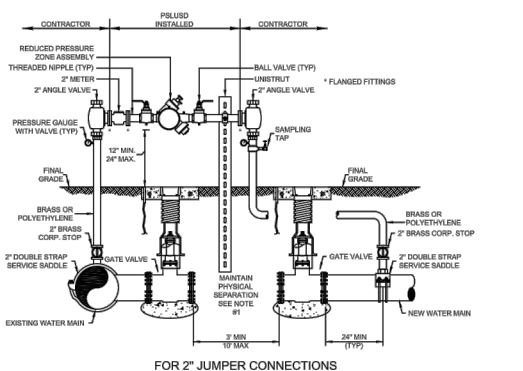 PSLUSD
CONTRACTOR
INSTALLED
CONTRACTOR
REDUCED PRESSURE
ZONE ASSEMBLY
THREADED NIPPLE (TYP)
2" METER
2" ANGLE VALVE
BALL VALVE (TYP)
UNISTRUT
2" ANGLE VALVE
* FLANGED FITTINGS
PRESSURE GAUGE
WITH VALVE (TYP)
SAMPLING
TAP
12" MIN.
24" MAX.
FINAL
GRADE
FINAL
GRADE
BRASS OR
POLYETHYLENE
BRASS OR
POLYETHYLENE
2" BRASS
CORP. STOP
2" BRASS CORP. STOP
2" DOUBLE STRAP
SERVICE SADDLE
GATE VALVE
GATE VALVE
2" DOUBLE STRAP
SERVICE SADDLE
MAINTAIN
PHYSICAL
SEPARATION
SEE NOTE
#1
EXISTING WATER MAIN
NEW WATER MAIN
3' MIN
10' MAX
24" MIN
(TYP)
FOR 2" JUMPER CONNECTIONS